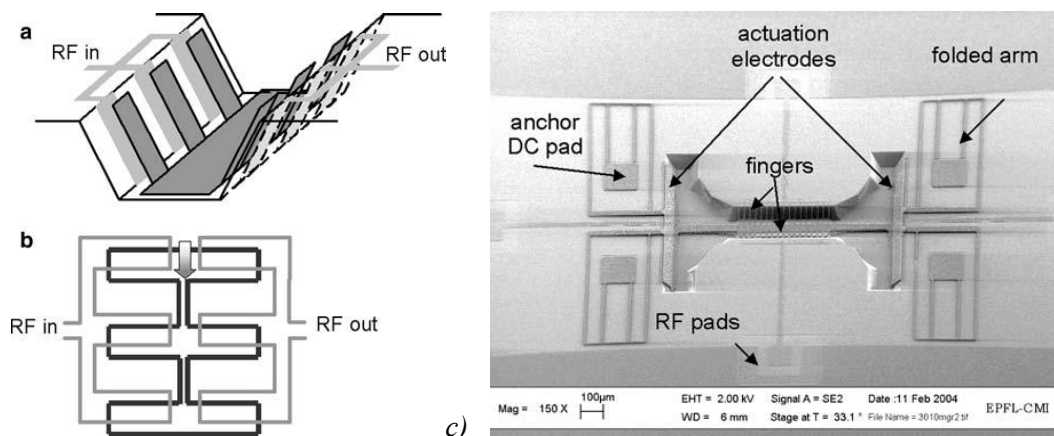 a
RF in
RF out
b
RF in
RF out
c)
actuation
electrodes
folded arm
anchor
DC pad
fingers
RF pads
Mag = 150 X
100µm
EHT = 2.00 kV
WD = 6 mm
Signal A = SE2
Stage at T = 33.1 °
Date :11 Feb 2004
File Name = 3010mgr2.tif
EPFL-CMI